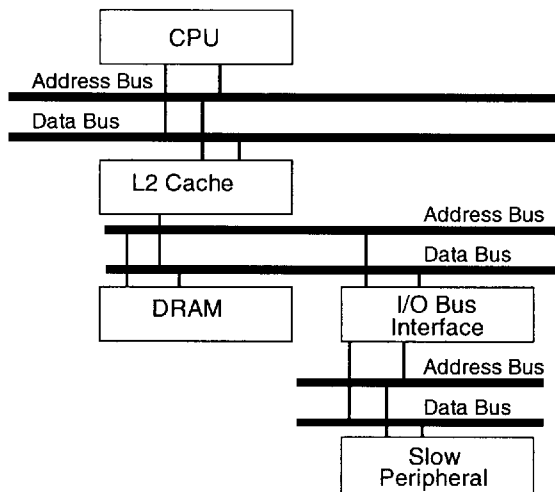 CPU
Address Bus
Data Bus
L2 Cache
Address Bus
Data Bus
DRAM
I/O Bus
Interface
Address Bus
Data Bus
Slow
Peripheral